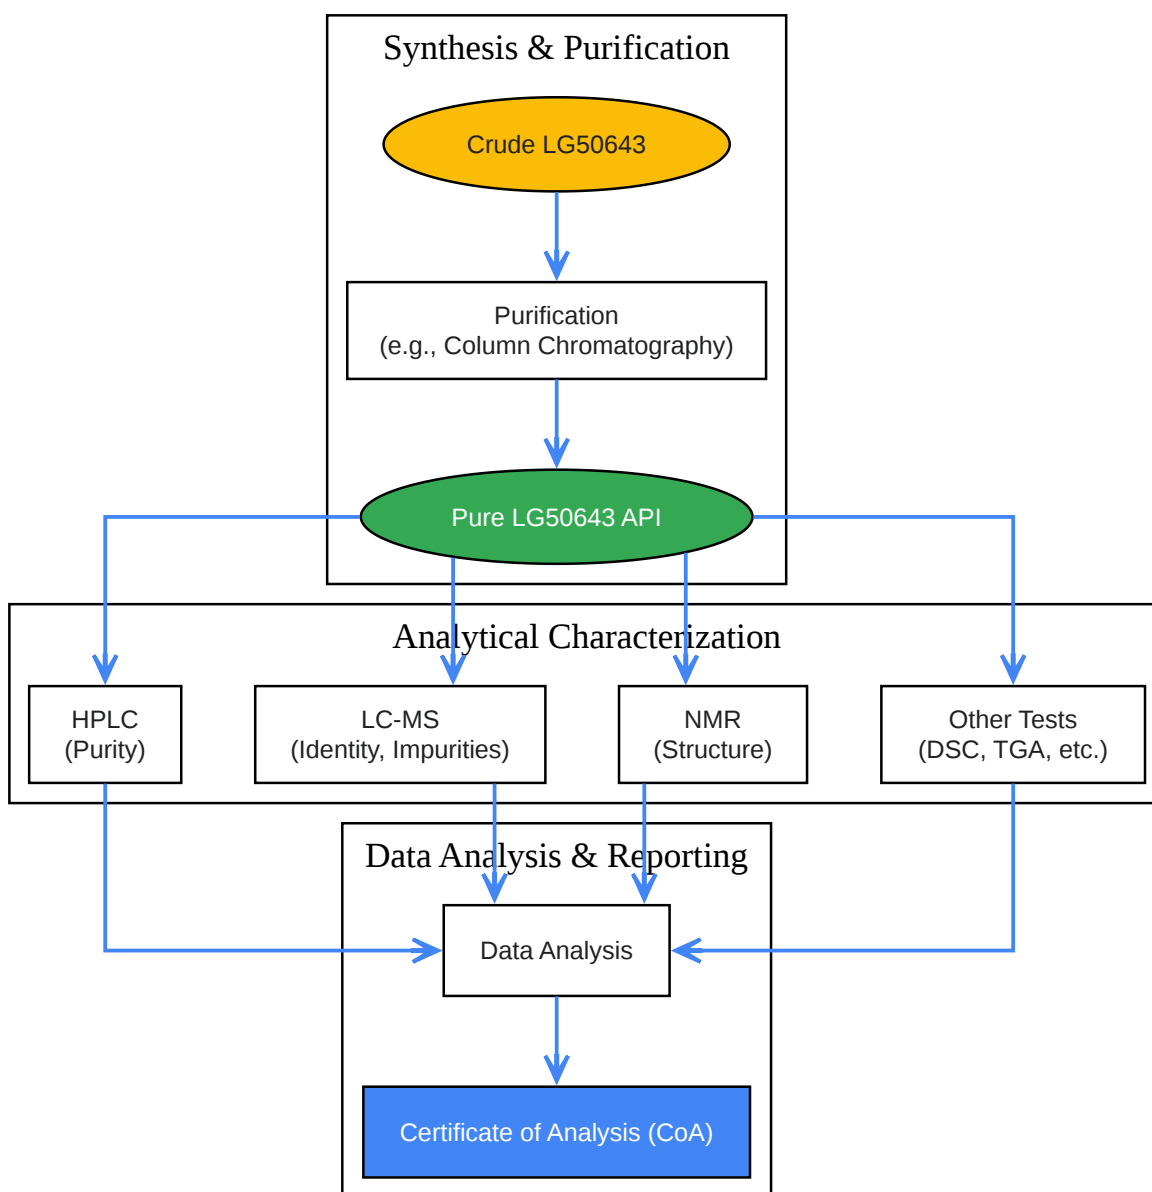 Synthesis & Purification
Crude LG50643
Purification
(e.g., Column Chromatography)
Pure LG50643 API
Analytical Characterization
HPLC
(Purity)
LC-MS
(Identity, Impurities)
NMR
(Structure)
Other Tests
(DSC, TGA, etc.)
Data Analysis & Reporting
Data Analysis
Certificate of Analysis (CoA)